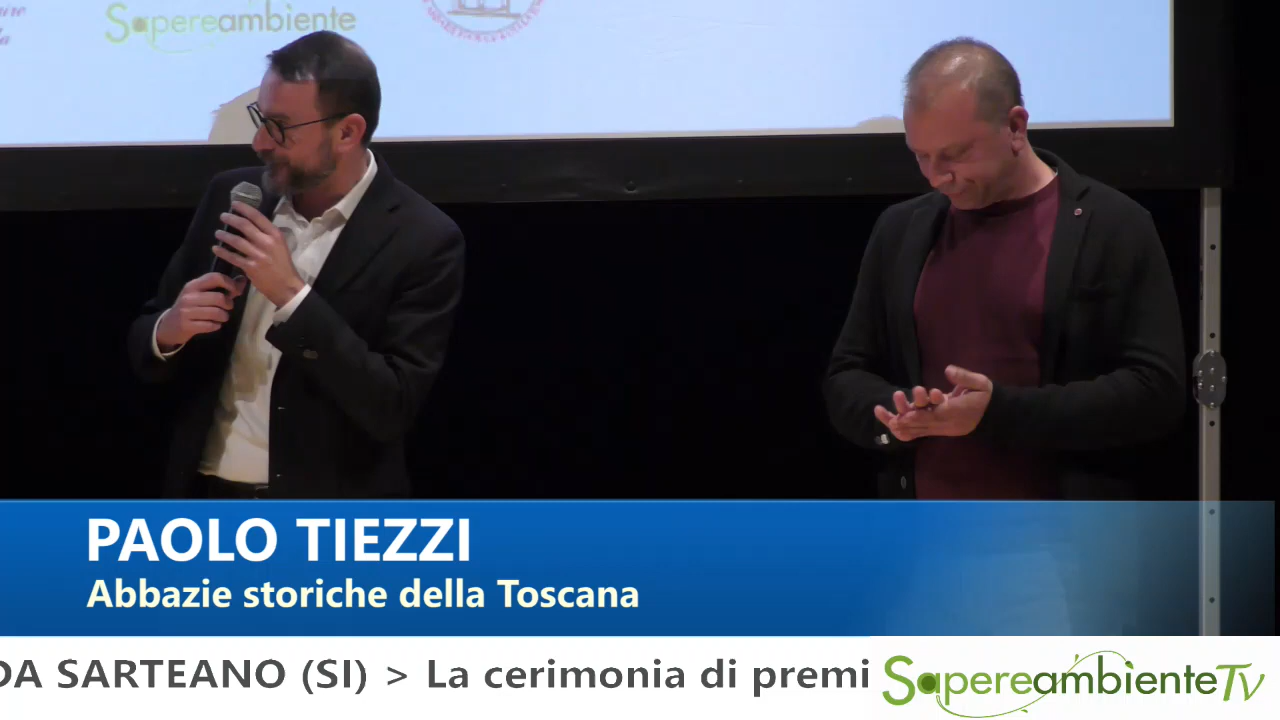 Sapereambiente
PAOLO TIEZZI
Abbazie storiche della Toscana
DA SARTEANO (SI) > La cerimonia di premi
SapereambienteTv